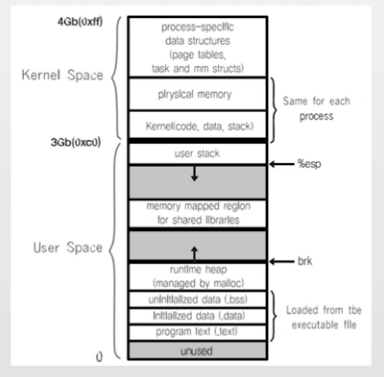 4Gb(0xff)
process-specific
data structures
(page tables,
task and mm structs)
Kernel Space
plrysical memory
Same for each
process
Kernel(code, data, stack)
3Gb(0xc0)
user stack
%esp
memory mapped region
for shared libraries
User Space
brk
runtime heap
(managed by malloc)
uninitialized data (.bss)
Initialized data (.data)
program text (.text)
Loaded from tbe
executable file
unused
0